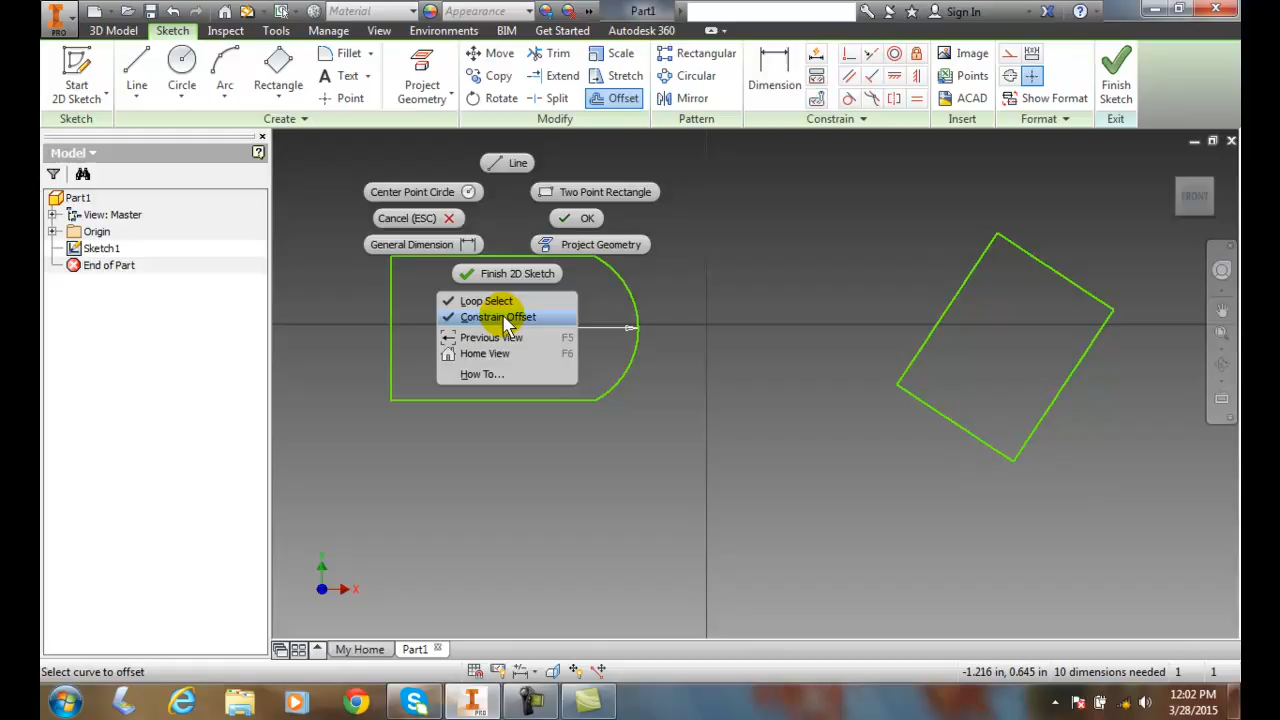 Material
Appearance
Part1
Sign In
PRO
3D Model
Sketch
Inspect
Tools
Manage
View
Environments
BIM
Get Started
Autodesk 360
Start
2D Sketch
Line
Circle
Arc
Rectangle
Fillet
Text
Point
Project
Geometry
Move
Copy
Rotate
Trim
Extend
Split
Scale
Stretch
Offset
Rectangular
Circular
Mirror
Dimension
Image
Points
ACAD
Show Format
Finish
Sketch
Sketch
Create
Modify
Pattern
Constrain
Insert
Format
Exit
Model
Part1
View: Master
Origin
Sketch1
End of Part
Line
Center Point Circle
Two Point Rectangle
Cancel (ESC)
OK
General Dimension
Project Geometry
Finish 2D Sketch
Loop Select
Constrain Offset
Previous View F5
Home View F6
How To...
FRONT
X
My Home
Part1
Select curve to offset
-1.216 in, 0.645 in 10 dimensions needed 1 1
PRO
12:02 PM
3/28/2015